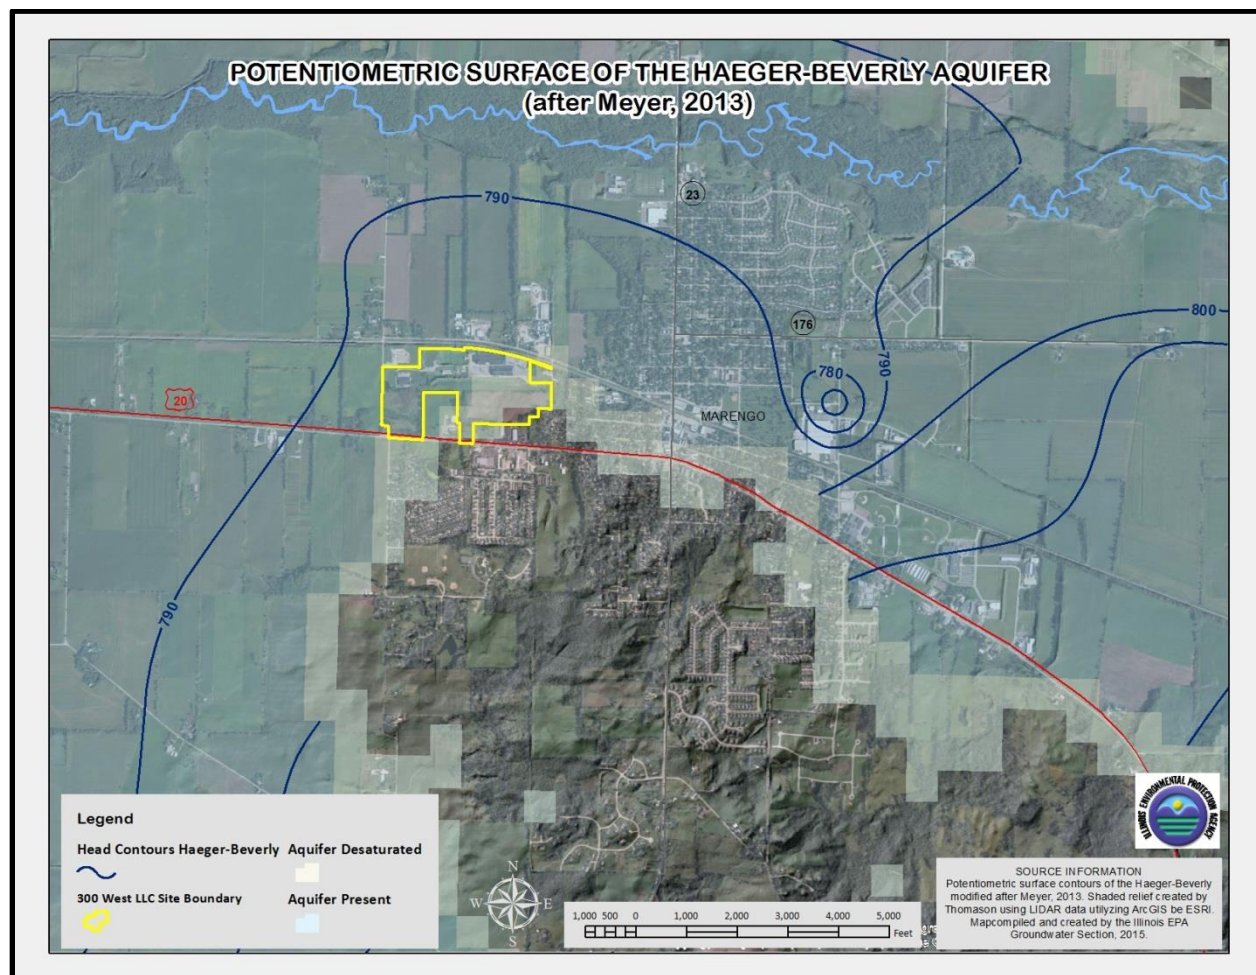 POTENTIOMETRIC SURFACE OF THE HAEGER-BEVERLY AQUIFER
(after Meyer, 2013)
790
23
800
176
790
780
20
MARENGO
790
Legend
Head Contours Haeger-Beverly
Aquifer Desaturated
300 West LLC Site Boundary
Aquifer Present
N
W
E
S
1,000 500 0 1,000 2,000 3,000 4,000 5,000
Feet
ILLINOIS ENVIRONMENTAL PROTECTION AGENCY
SOURCE INFORMATION
Potentiometric surface contours of the Haeger-Beverly
modified after Meyer, 2013. Shaded relief created by
Thomason using LIDAR data utilyzing ArcGIS be ESRI.
Mapcompiled and created by the Illinois EPA
Groundwater Section, 2015.